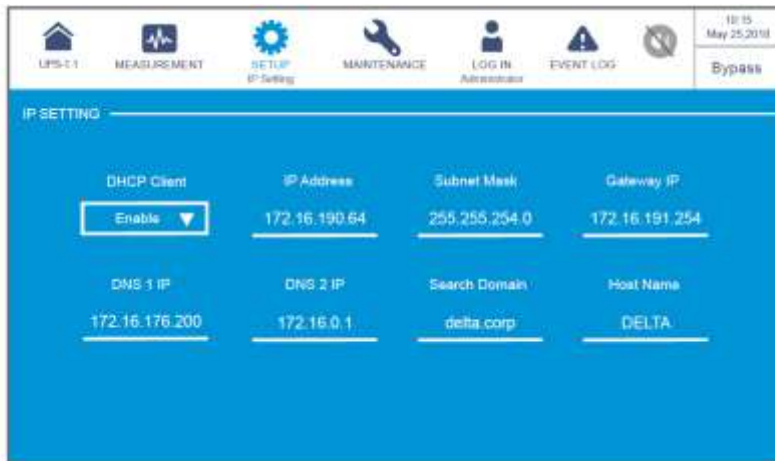 UPS-1.1
MEASUREMENT
SETUP
IP Setting
MAINTENANCE
LOG IN
Administrator
EVENT LOG
10:15
May 25,2018
Bypass
IP SETTING
DHCP Client
IP Address
Subnet Mask
Gateway IP
Enable
172.16.190.64
255.255.254.0
172.16.191.254
DNS 1 IP
DNS 2 IP
Search Domain
Host Name
172.16.176.200
172.16.0.1
delta.corp
DELTA